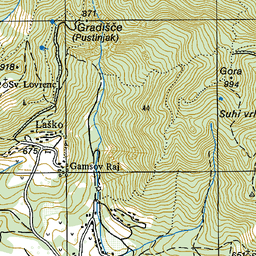 871
Gradišče
(Pustinjak)
918
Gora
Sv. Lovrenc
894
Suhi vrh
Laško
675
Gamsov Raj